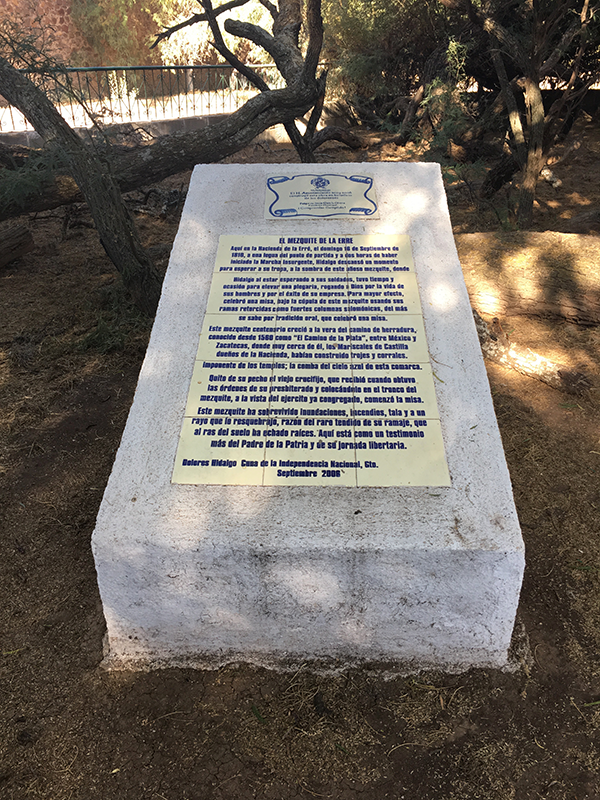 EL MEZQUITE DE LA ERRE
Aquí en la Hacienda de la Erré, el domingo 16 de Septiembre de
1810, a una legua del punto de partida y a dos horas de haber
iniciado la Marcha Insurgente, Hidalgo descansó un momento
para esperar a su tropa, a la sombra de este añoso mezquite, donde
Hidalgo al estar esperando a sus soldados, tuvo tiempo y
ocasión para elevar una plegaria, rogando a Dios por la vida de
sus hombres y por el éxito de su empresa. Para mayor efecto,
celebró una misa, bajo la cúpola de este mezquite usando sus
ramas retorcidas como fuertes columnas salomónicas, del más
se sabe por tradición oral, que celebró una misa.
Este mezquite centenario creció a la vera del camino de herradura,
conocido desde 1560 como "El Camino de la Plata", entre México y
Zacatecas, donde muy cerca de él, los Mariscales de Castilla
dueños de la Hacienda, habían construido trojes y corrales.
imponente de los templos; la comba del cielo azul de esta comarca.
Quito de su pecho el viejo crucifijo, que recibió cuando obtuvo
las órdenes de su presbiterado y colocándolo en el tronco del
mezquite, a la vista del ejercito ya congregado, comenzó la misa.
Este mezquite ha sobrevivido inundaciones, incendios, tala y a un
rayo que lo resquebrajo, razón del raro tendido de su ramaje, que
al ras del suelo ha echado raíces. Aquí está como un testimonio
más del Padre de la Patria y de su jornada libertaria.
Dolores Hidalgo Cuna de la Independencia Nacional, Gto.
Septiembre 2008